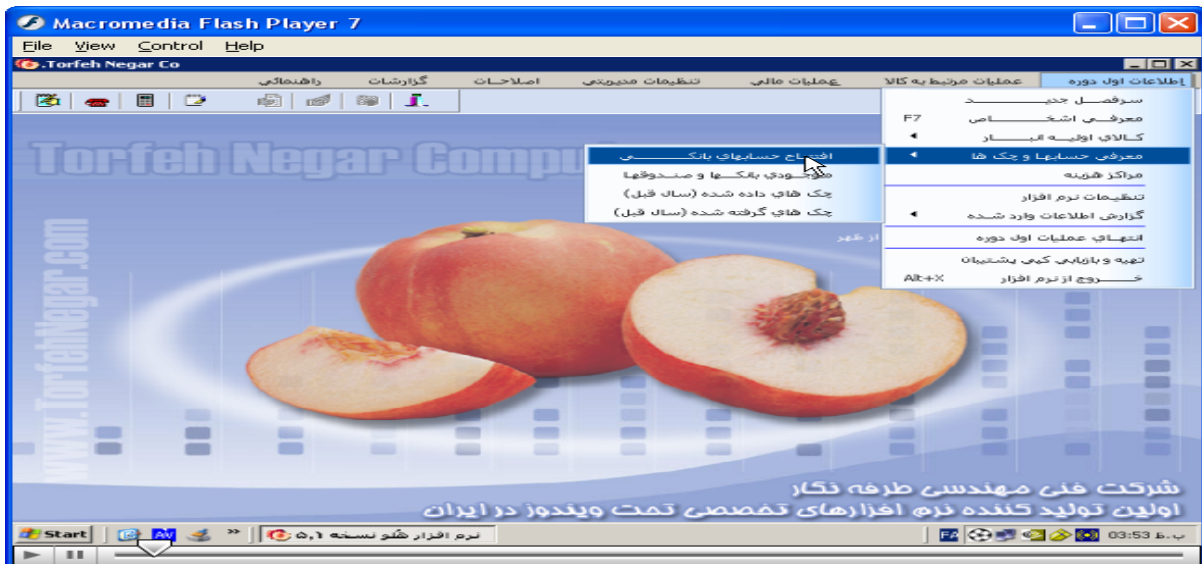 Macromedia Flash Player 7
File View Control Help
.Torfeh Negar Co
اطلاعات اول دوره عملیات مرتبط به کالا عملیات مالی تنظیمات مدیریتی اصلاحات گزارشات راهنمائی
سرفصل جدید
معرفی اشخاص F7
کالای اولیه انبار
معرفی حسابها و چک ها
مراکز هزینه
تنظیمات نرم افزار
گزارش اطلاعات وارد شده
انتهای عملیات اول دوره
تهیه و بازیابی کپی پشتیبان
خروج از نرم افزار Alt+X
افتتاح حسابهای بانکی
موجودی بانکها و صندوقها
چک های داده شده (سال قبل)
چک های گرفته شده (سال قبل)
از ظهر
Torfeh Negar Compu
www.TorfehNegar.com
شرکت فنی مهندسی طرفه نگار
اولین تولید کننده نرم افزارهای تخصصی تحت ویندوز در ایران
Start
نرم افزار هلو نسخه ۵,۱
FA
03:53 ب.ظ